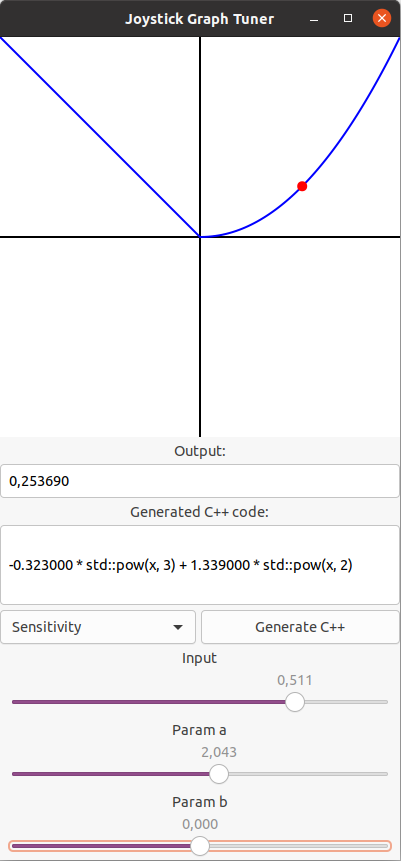 Joystick Graph Tuner
Output:
0,253690
Generated C++ code:
-0.323000 * std::pow(x, 3) + 1.339000 * std::pow(x, 2)
Sensitivity
Generate C++
Input
0,511
Param a
2,043
Param b
0,000